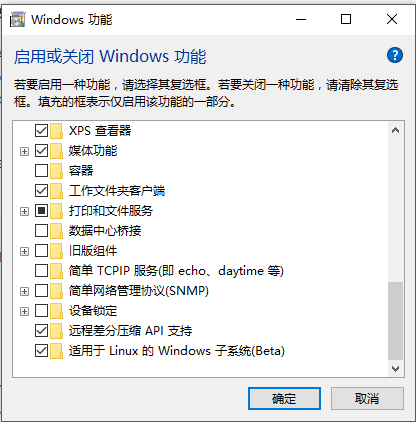 Windows 功能
启用或关闭 Windows 功能
若要启用一种功能，请选择其复选框。若要关闭一种功能，请清除其复选
框。填充的框表示仅启用该功能的一部分。
XPS 查看器
媒体功能
容器
工作文件夹客户端
打印和文件服务
数据中心桥接
旧版组件
简单 TCPIP 服务(即 echo、daytime 等)
简单网络管理协议(SNMP)
设备锁定
远程差分压缩 API 支持
适用于 Linux 的 Windows 子系统(Beta)
确定 取消